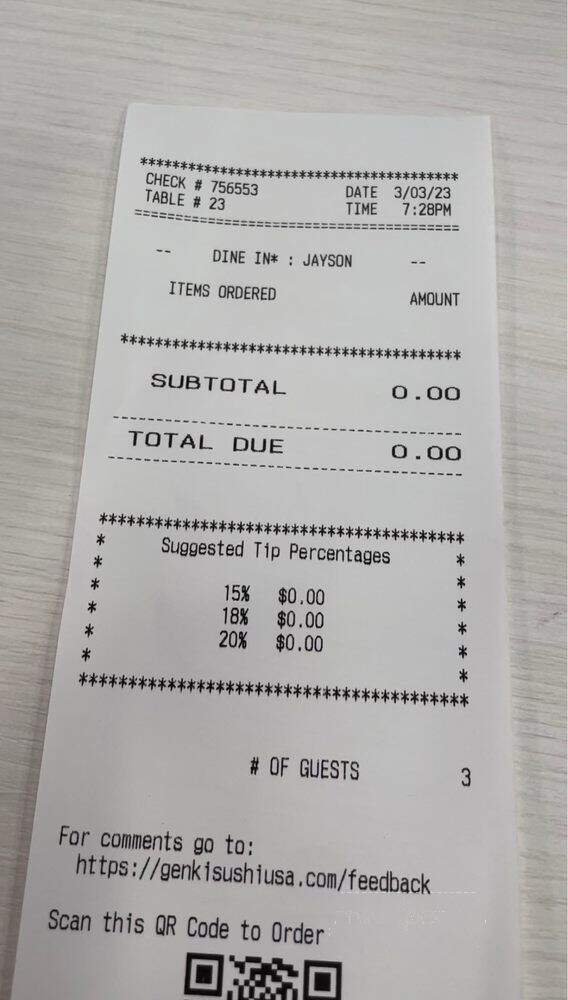 ****************************************
CHECK # 756553 DATE 3/03/23
TABLE # 23 TIME 7:28PM
========================================
-- DINE IN* : JAYSON --
ITEMS ORDERED AMOUNT
****************************************
SUBTOTAL 0.00
----------------------------------------
TOTAL DUE 0.00
----------------------------------------
****************************************
* Suggested Tip Percentages *
* *
* 15% $0.00 *
* 18% $0.00 *
* 20% $0.00 *
* *
****************************************
# OF GUESTS 3
For comments go to:
https://genkisushiusa.com/feedback
Scan this QR Code to Order